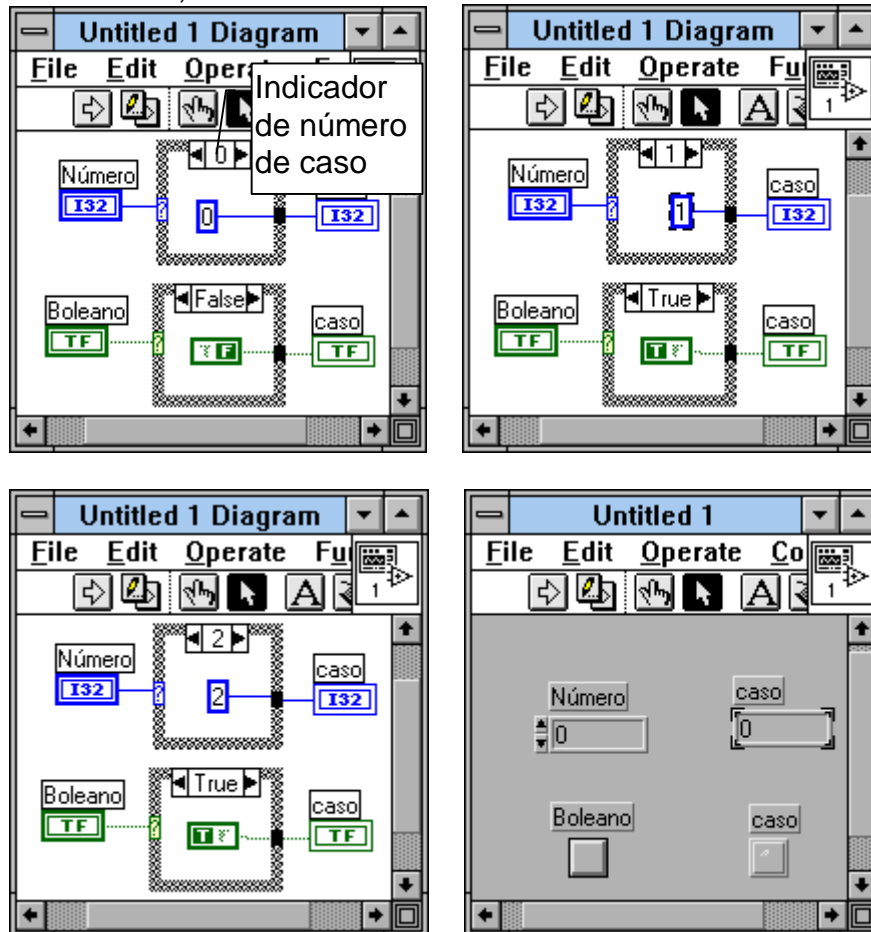 Untitled 1 Diagram
File Edit Operate
Indicador
de número
de caso
0
Número
I32
?
0
I32
False
Boleano
TF
?
F
caso
TF
Untitled 1 Diagram
File Edit Operate Fu
A
1
1
Número
I32
?
1
caso
I32
True
Boleano
TF
?
T
caso
TF
Untitled 1 Diagram
File Edit Operate Fu
A
1
2
Número
I32
?
2
caso
I32
True
Boleano
TF
?
T
caso
TF
Untitled 1
File Edit Operate Co
A
1
Número
0
caso
0
Boleano
caso